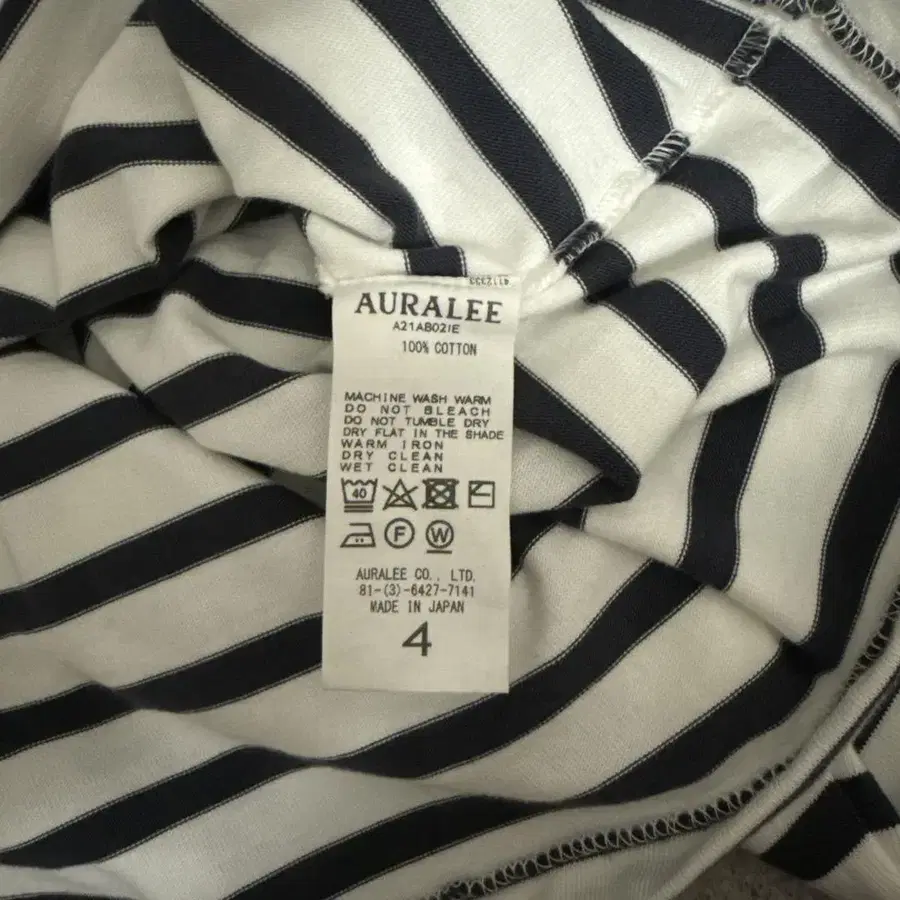 4112353
AURALEE
A21AB02IE
100% COTTON
MACHINE WASH WARM
DO NOT BLEACH
DO NOT TUMBLE DRY
DRY FLAT IN THE SHADE
WARM IRON
DRY CLEAN
WET CLEAN
40
F W
AURALEE CO., LTD.
81-(3)-6427-7141
MADE IN JAPAN
4